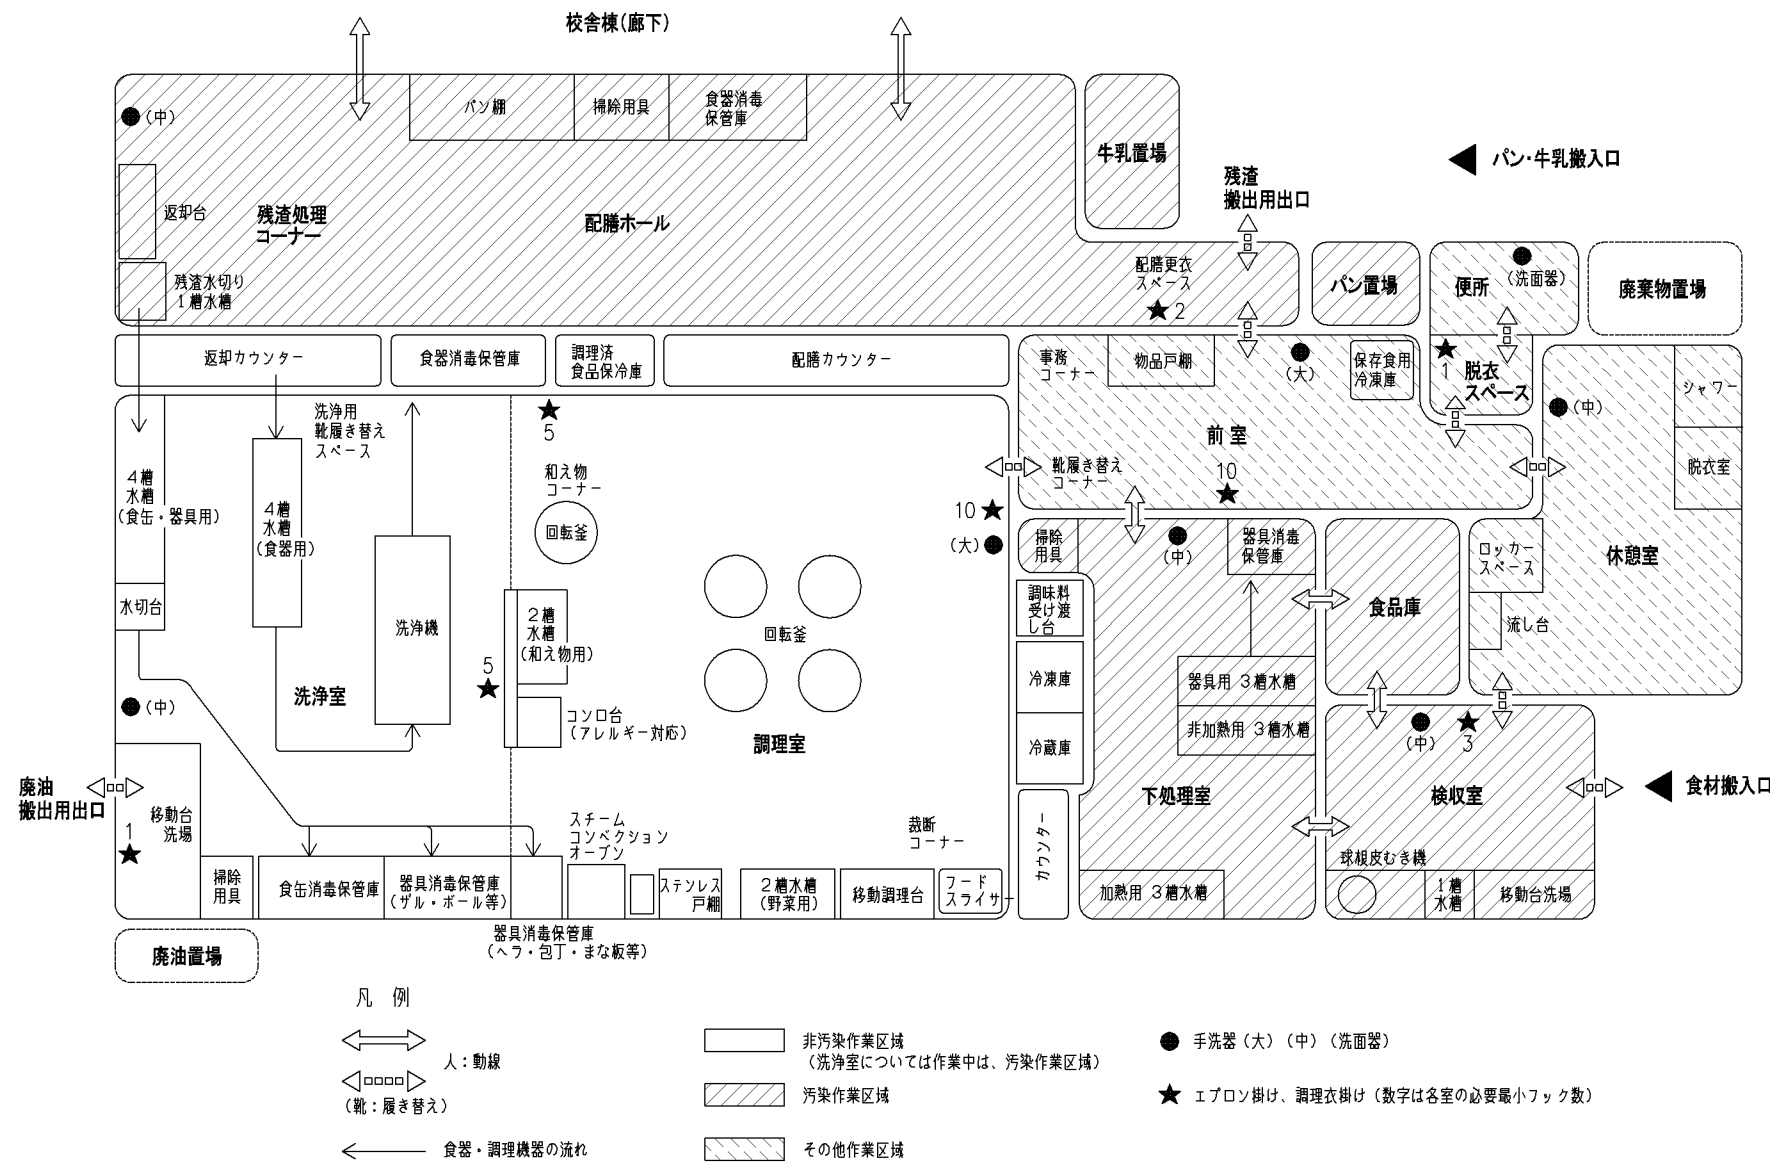 校舎棟(廊下)
(中)
パン棚
掃除用具
食器消毒
保管庫
牛乳置場
パン・牛乳搬入口
残渣
搬出用出口
返却台
残渣処理
コーナー
配膳ホール
残渣水切り
1槽水槽
配膳更衣
スペース
★2
パン置場
便所
(洗面器)
廃棄物置場
返却カウンター
食器消毒保管庫
調理済
食品保冷庫
配膳カウンター
事務
コーナー
物品戸棚
(大)
保存食用
冷凍庫
1
脱衣
スペース
(中)
シャワー
脱衣室
洗浄用
靴履き替え
スペース
★
5
和え物
コーナー
回転釜
前室
靴履き替え
コーナー
10
★
4槽
水槽
(食缶・器具用)
4槽
水槽
(食器用)
10★
(大)
掃除
用具
(中)
器具消毒
保管庫
ロッカー
スペース
休憩室
流し台
食品庫
水切台
洗浄機
2槽
水槽
(和え物用)
5
★
回転釜
調味料
受け渡
し台
冷凍庫
冷蔵庫
器具用 3槽水槽
非加熱用 3槽水槽
洗浄室
(中)
コンロ台
(アレルギー対応)
調理室
(中)
★
3
廃油
搬出用出口
移動台
洗場
1
★
下処理室
検収室
食材搬入口
スチーム
コンベクション
オーブン
裁断
コーナー
カウンター
球根皮むき機
掃除
用具
食缶消毒保管庫
器具消毒保管庫
(ザル・ボール等)
ステンレス
戸棚
2槽水槽
(野菜用)
移動調理台
フード
スライサー
加熱用 3槽水槽
1槽
水槽
移動台洗場
器具消毒保管庫
(ヘラ・包丁・まな板等)
廃油置場
凡 例
人：動線
(靴：履き替え)
食器・調理機器の流れ
非汚染作業区域
(洗浄室については作業中は、汚染作業区域)
汚染作業区域
その他作業区域
● 手洗器(大)(中)(洗面器)
★ エプロン掛け、調理衣掛け(数字は各室の必要最小フック数)